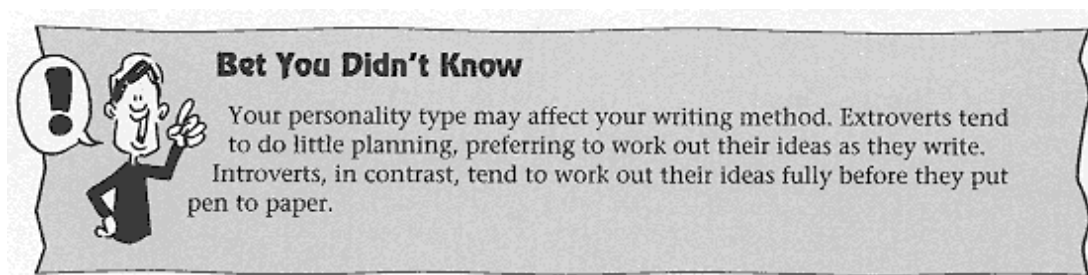 !
Bet You Didn't Know
Your personality type may affect your writing method. Extroverts tend
to do little planning, preferring to work out their ideas as they write.
Introverts, in contrast, tend to work out their ideas fully before they put
pen to paper.